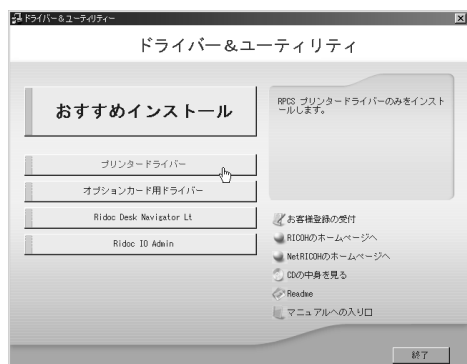 ドライバー＆ユーティリティー
ドライバー＆ユーティリティ
おすすめインストール
RPCS プリンタードライバーのみをインスト
ールします。
プリンタードライバー
オプションカード用ドライバー
Ridoc Desk Navigator Lt
Ridoc IO Admin
お客様登録の受付
RICOHのホームページへ
NetRICOHのホームページへ
CDの中身を見る
Readme
マニュアルへの入り口
終了